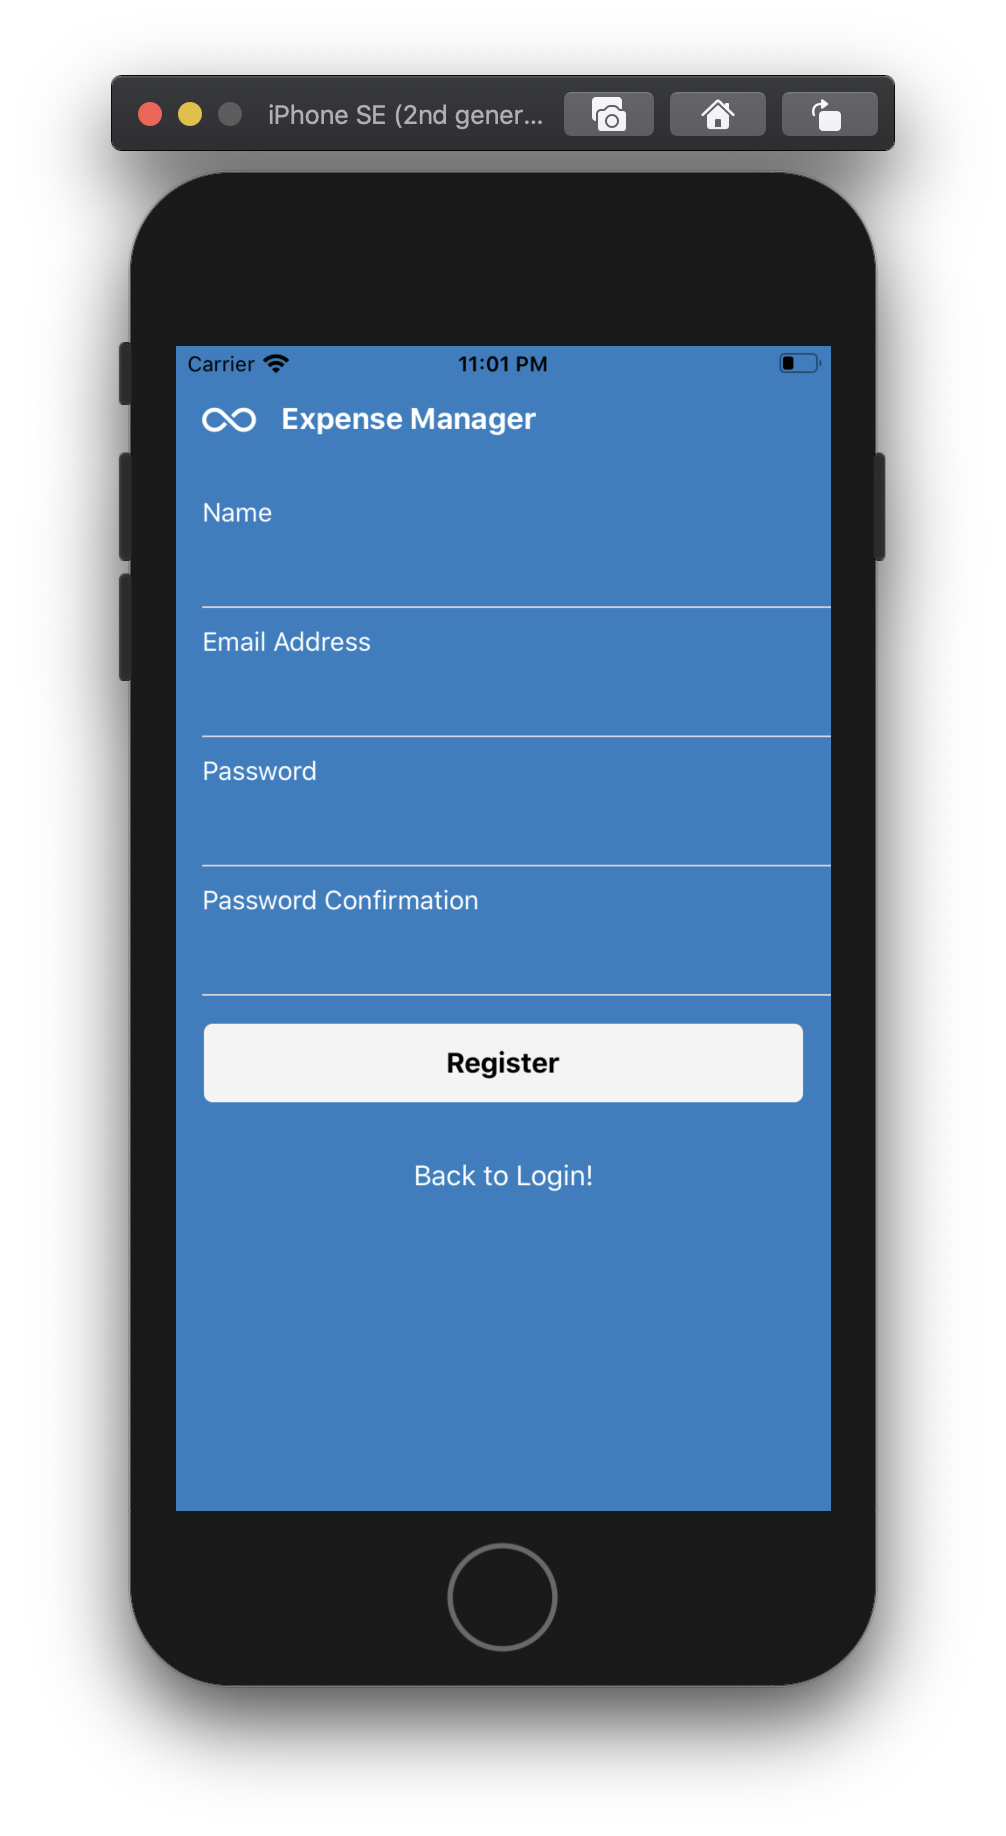 iPhone SE (2nd gener...
Carrier 11:01 PM
Expense Manager
Name
Email Address
Password
Password Confirmation
Register
Back to Login!